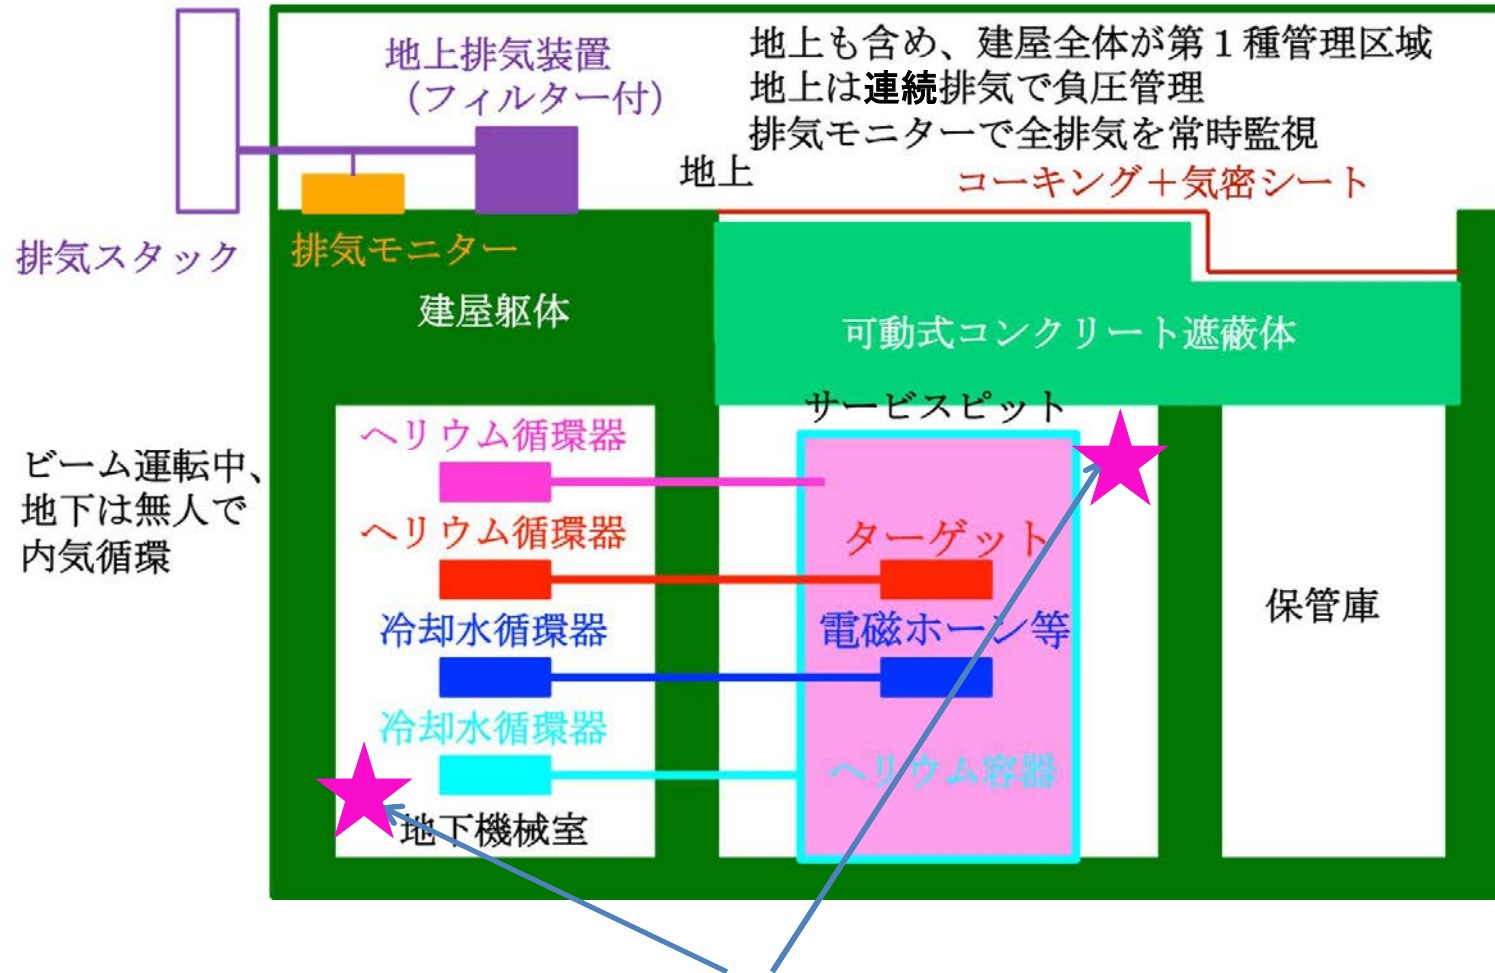 地上排気装置
（フィルター付）
地上も含め、建屋全体が第１種管理区域
地上は連続排気で負圧管理
排気モニターで全排気を常時監視
地上
コーキング＋気密シート
排気スタック
排気モニター
建屋躯体
可動式コンクリート遮蔽体
サービスピット
ビーム運転中、
地下は無人で
内気循環
ヘリウム循環器
ヘリウム循環器
ターゲット
冷却水循環器
電磁ホーン等
冷却水循環器
ヘリウム容器
地下機械室
保管庫